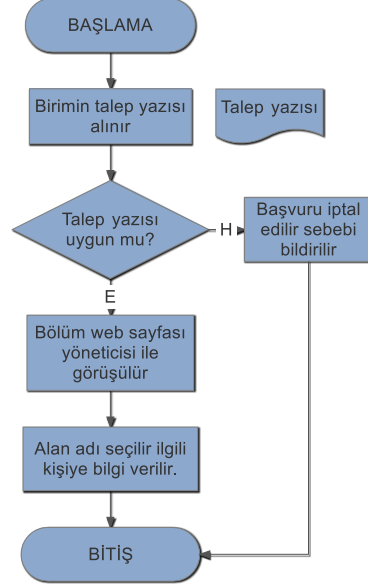 BAŞLAMA
Birimin talep yazısı
alınır
Talep yazısı
Talep yazısı
uygun mu?
H
Başvuru iptal
edilir sebebi
bildirilir
E
Bölüm web sayfası
yöneticisi ile
görüşülür
Alan adı seçilir ilgili
kişiye bilgi verilir.
BİTİŞ